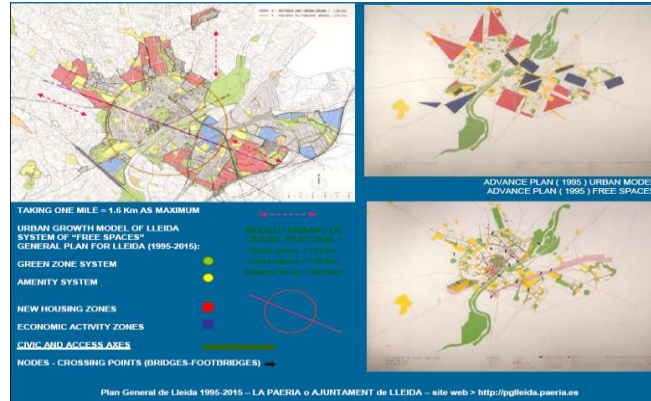 ADVANCE PLAN ( 1995 ) URBAN MODE
ADVANCE PLAN ( 1995 ) FREE SPACES
TAKING ONE MILE = 1.6 Km AS MAXIMUM
URBAN GROWTH MODEL OF LLEIDA
SYSTEM OF "FREE SPACES"
GENERAL PLAN FOR LLEIDA (1995-2015):
GREEN ZONE SYSTEM
AMENITY SYSTEM
NEW HOUSING ZONES
ECONOMIC ACTIVITY ZONES
CIVIC AND ACCESS AXES
NODES - CROSSING POINTS (BRIDGES-FOOTBRIDGES)
MODELO URBANO DE
CIUDAD
Plan General de Lleida 1995-2015 – LA PAERIA o AJUNTAMENT de LLEIDA – site web > http://pglleida.paeria.es